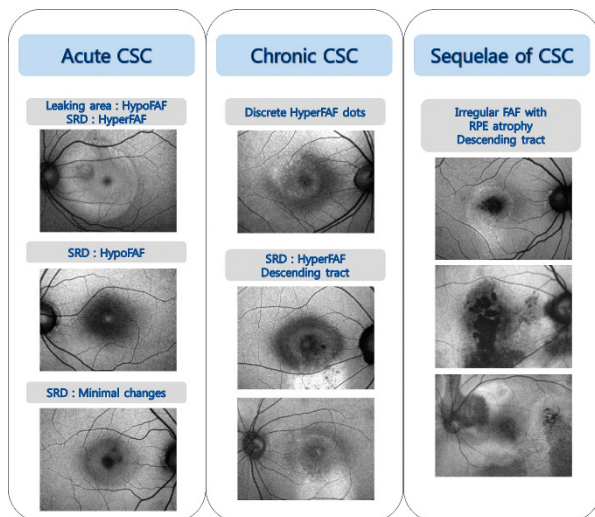 Acute CSC
Leaking area : HypoFAF
SRD : HyperFAF
SRD : HypoFAF
SRD : Minimal changes
Chronic CSC
Discrete HyperFAF dots
SRD : HyperFAF
Descending tract
Sequelae of CSC
Irregular FAF with
RPE atrophy
Descending tract